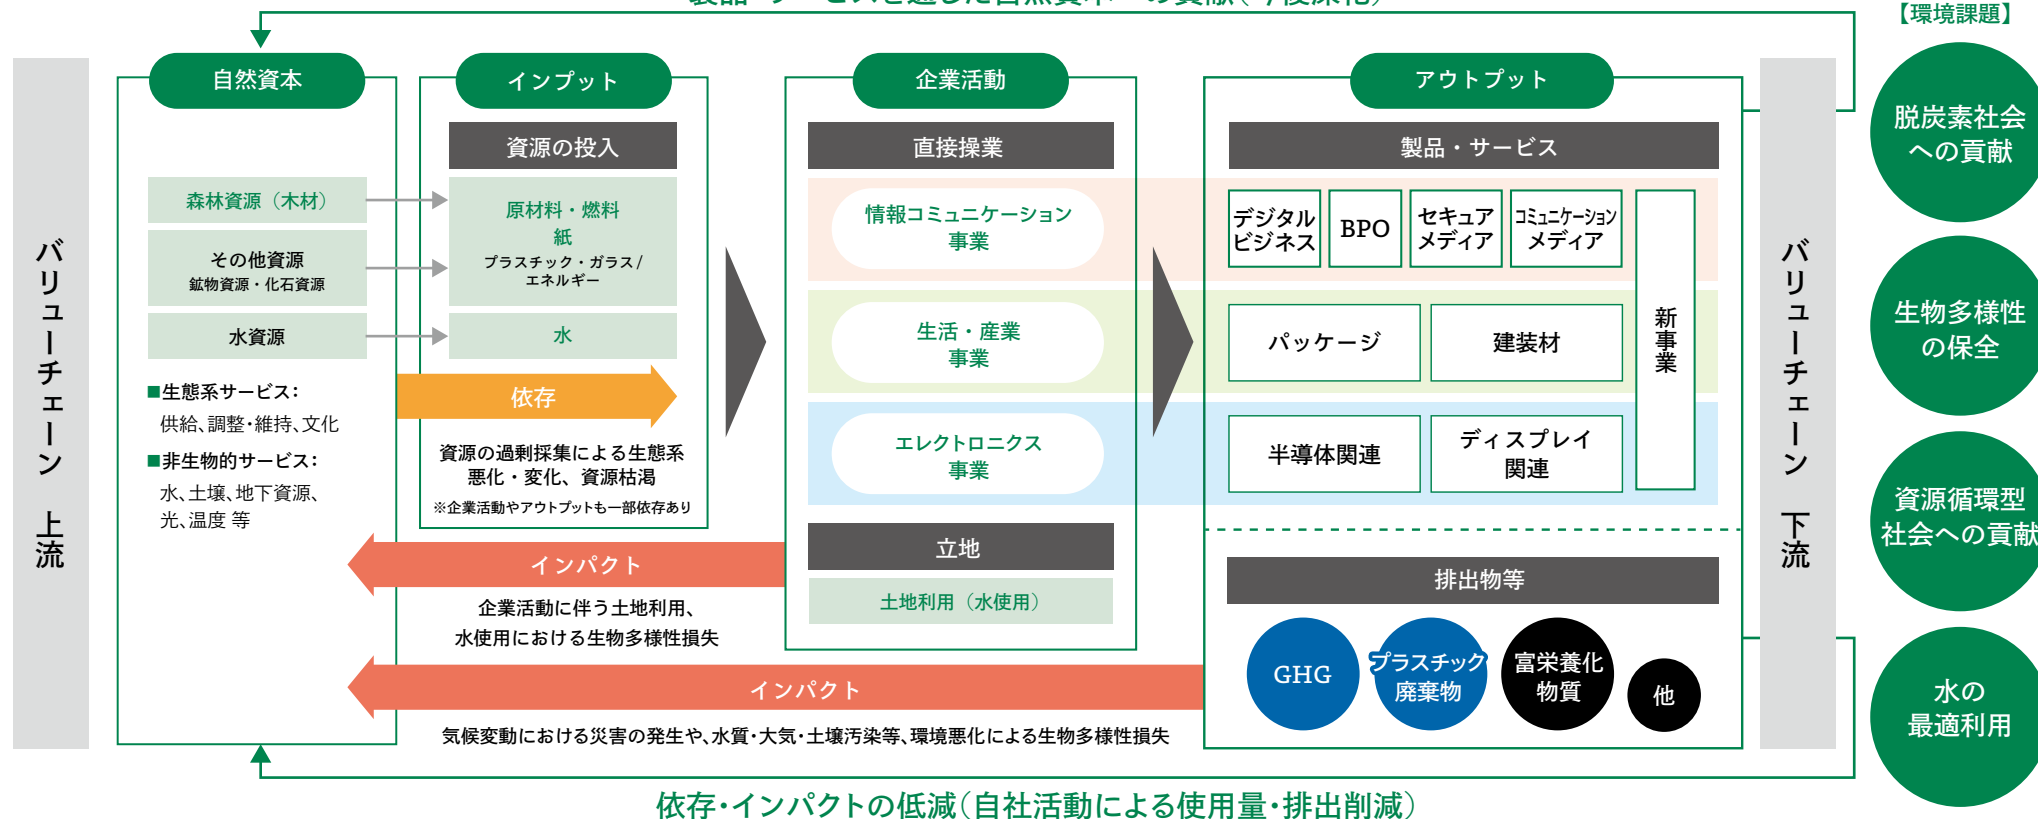 【環境課題】
自然資本
インプット
企業活動
アウトプット
バリューチェーン 上流
森林資源（木材）
その他資源
鉱物資源・化石資源
水資源
■生態系サービス：
供給、調整・維持、文化
■非生物的サービス：
水、土壌、地下資源、
光、温度 等
資源の投入
原材料・燃料
紙
プラスチック・ガラス/
エネルギー
水
依存
資源の過剰採集による生態系
悪化・変化、資源枯渇
※企業活動やアウトプットも一部依存あり
直接操業
情報コミュニケーション
事業
生活・産業
事業
エレクトロニクス
事業
立地
土地利用（水使用）
インパクト
企業活動に伴う土地利用、
水使用における生物多様性損失
インパクト
気候変動における災害の発生や、水質・大気・土壌汚染等、環境悪化による生物多様性損失
製品・サービス
デジタル
ビジネス
BPO
セキュア
メディア
コミュニケーション
メディア
パッケージ
建装材
半導体関連
ディスプレイ
関連
新事業
排出物等
GHG
プラスチック
廃棄物
富栄養化
物質
他
バリューチェーン 下流
脱炭素社会
への貢献
生物多様性
の保全
資源循環型
社会への貢献
水の
最適利用
依存・インパクトの低減（自社活動による使用量・排出削減）